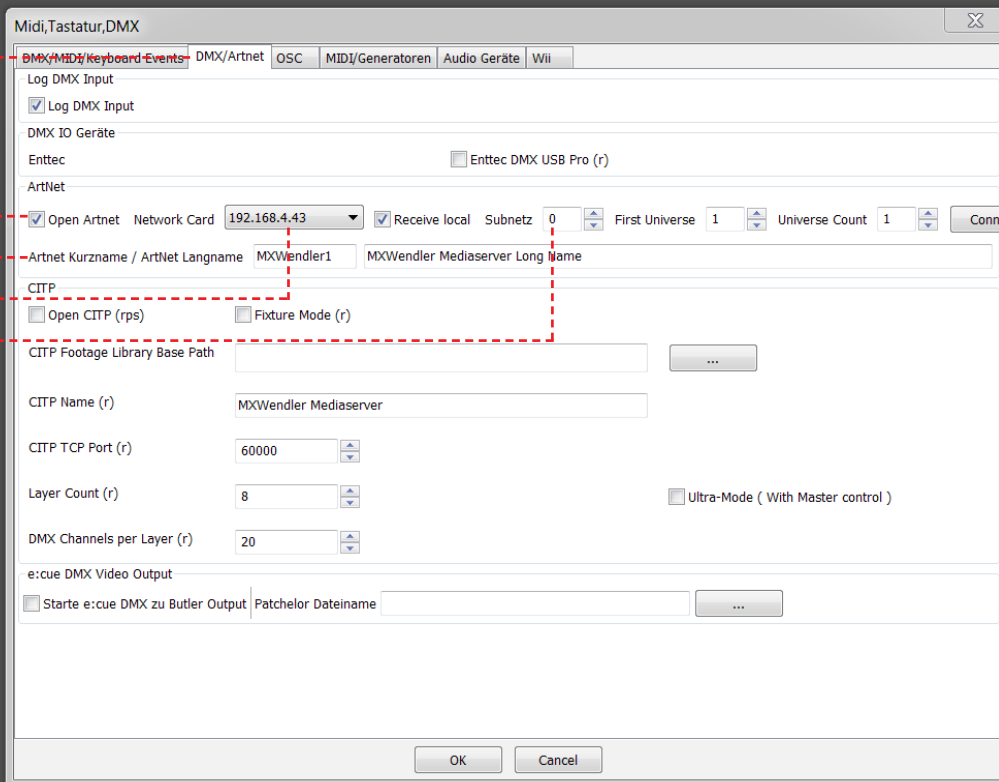 Midi,Tastatur,DMX
DMX/MIDI/Keyboard Events DMX/Artnet OSC MIDI/Generatoren Audio Geräte Wii
Log DMX Input
Log DMX Input
DMX IO Geräte
Enttec Enttec DMX USB Pro (r)
ArtNet
Open Artnet Network Card 192.168.4.43 Receive local Subnetz 0 First Universe 1 Universe Count 1 Conn
Artnet Kurzname / ArtNet Langname MXWendler1 MXWendler Mediaserver Long Name
CITP
Open CITP (rps) Fixture Mode (r)
CITP Footage Library Base Path ...
CITP Name (r) MXWendler Mediaserver
CITP TCP Port (r) 60000
Layer Count (r) 8 Ultra-Mode ( With Master control )
DMX Channels per Layer (r) 20
e:cue DMX Video Output
Starte e:cue DMX zu Butler Output Patchelor Dateiname ...
OK Cancel